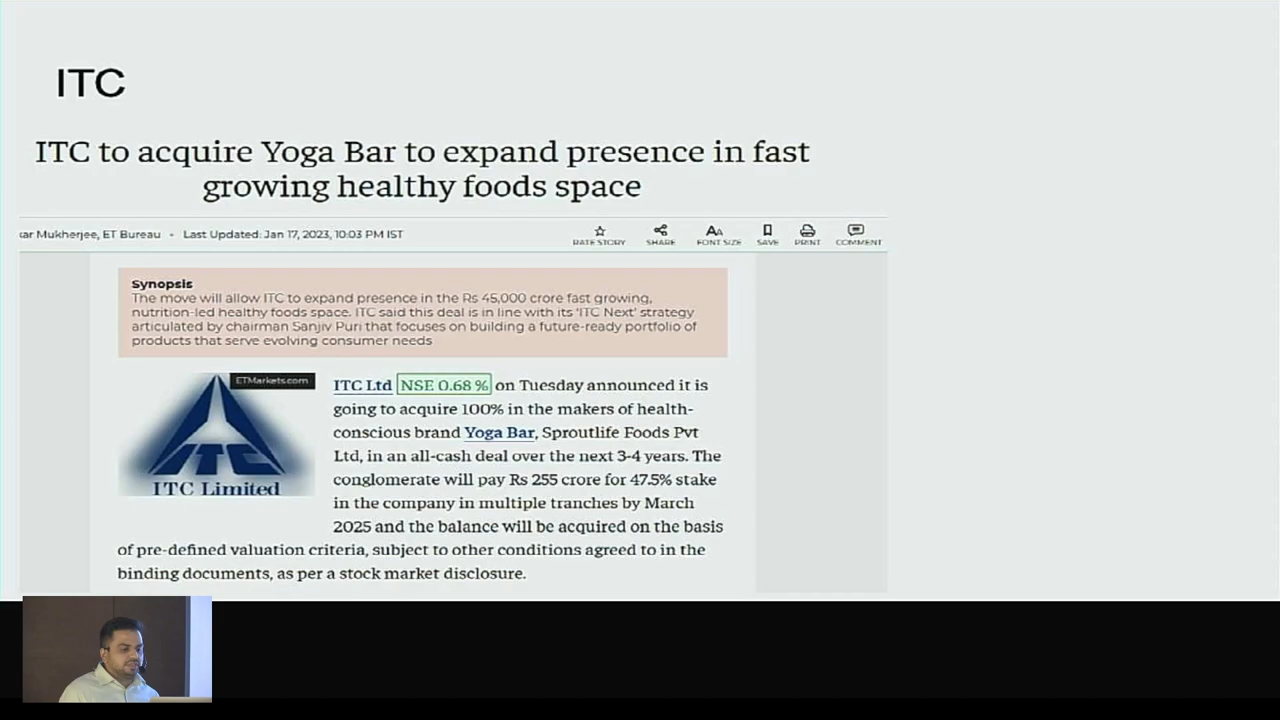 ITC
ITC to acquire Yoga Bar to expand presence in fast
growing healthy foods space
ar Mukherjee, ET Bureau • Last Updated: Jan 17, 2023, 10:03 PM IST
RATE STORY SHARE FONT SIZE SAVE PRINT COMMENT
Synopsis
The move will allow ITC to expand presence in the Rs 45,000 crore fast growing,
nutrition-led healthy foods space. ITC said this deal is in line with its 'ITC Next' strategy
articulated by chairman Sanjiv Puri that focuses on building a future-ready portfolio of
products that serve evolving consumer needs
ETMarkets.com
ITC
ITC Limited
ITC Ltd NSE 0.68 % on Tuesday announced it is
going to acquire 100% in the makers of health-
conscious brand Yoga Bar, Sproutlife Foods Pvt
Ltd, in an all-cash deal over the next 3-4 years. The
conglomerate will pay Rs 255 crore for 47.5% stake
in the company in multiple tranches by March
2025 and the balance will be acquired on the basis
of pre-defined valuation criteria, subject to other conditions agreed to in the
binding documents, as per a stock market disclosure.